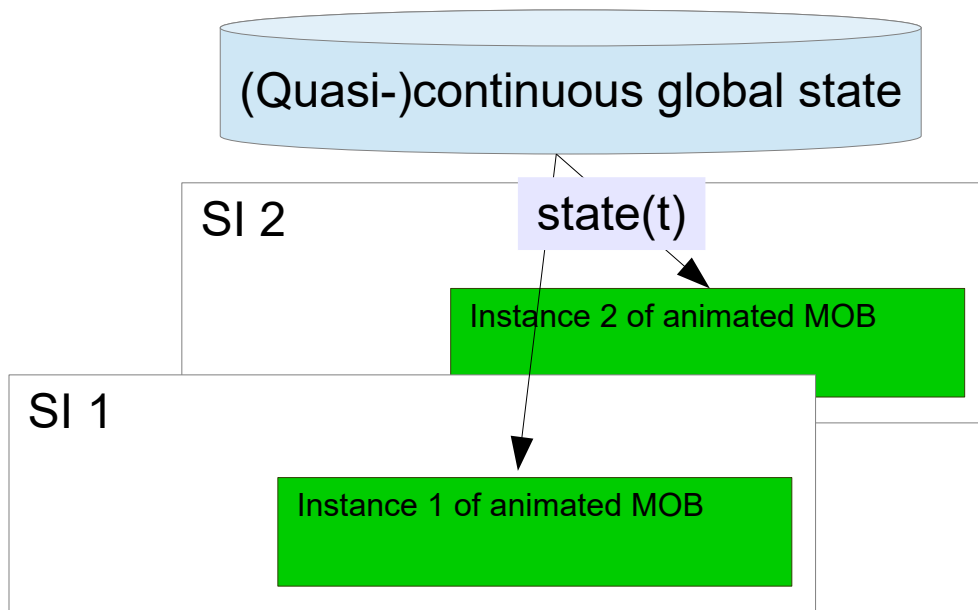 (Quasi-)continuous global state
SI 2
state(t)
Instance 2 of animated MOB
SI 1
Instance 1 of animated MOB